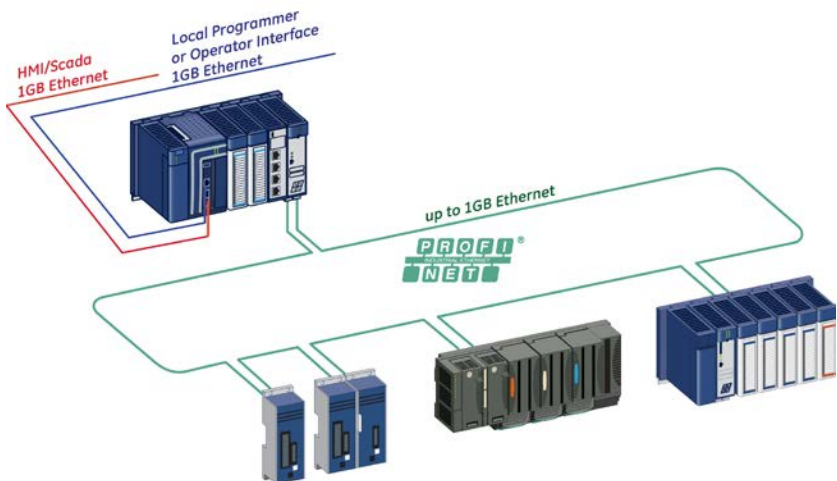 Local Programmer
or Operator Interface
1GB Ethernet
HMI/Scada
1GB Ethernet
up to 1GB Ethernet
PROFI®
INDUSTRIAL ETHERNET
NET